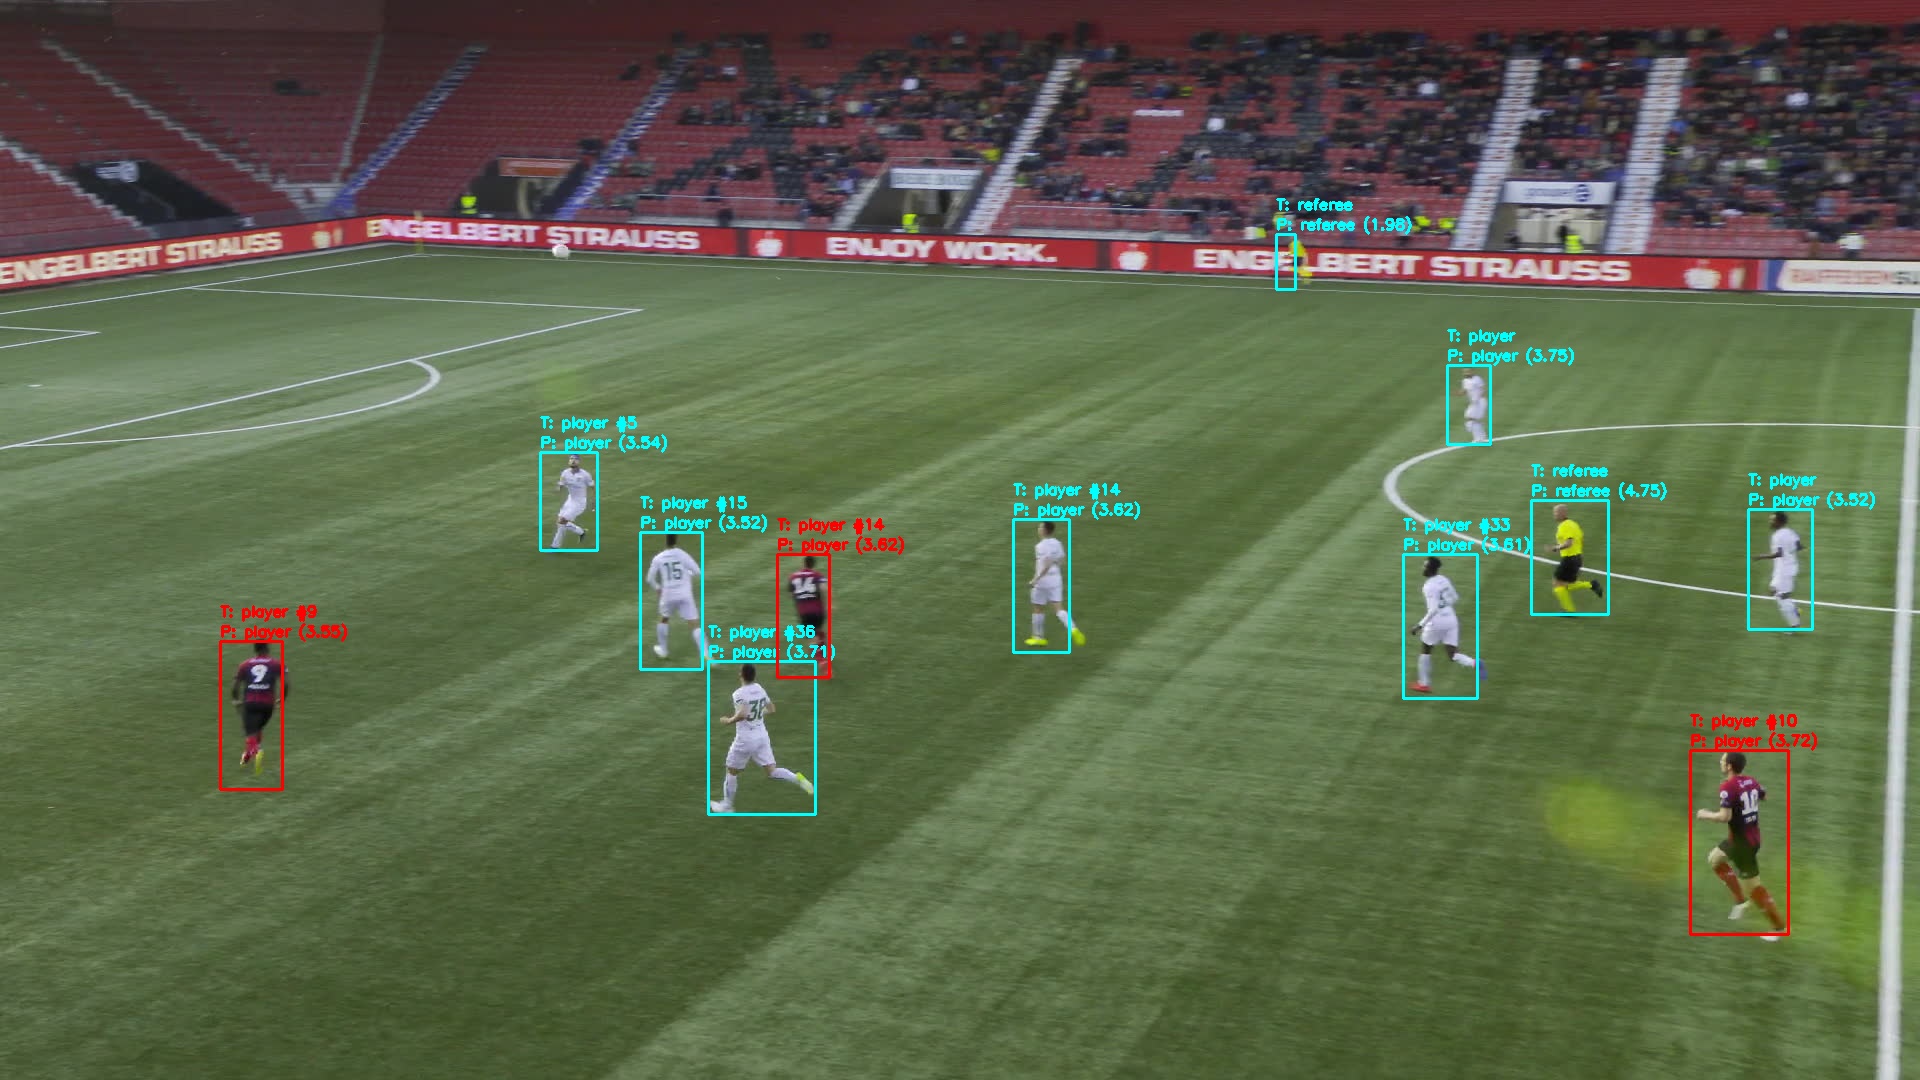 T: referee
P: referee (1.98)
ENGELBERT STRAUSS
ENGELBERT STRAUSS
ENJOY WORK.
ENGELBERT STRAUSS
T: player
P: player (3.75)
T: player #5
P: player (3.54)
T: referee
P: referee (4.75)
T: player
P: player (3.52)
T: player #14
P: player (3.62)
T: player #15
P: player (3.52)
T: player #14
P: player (3.62)
T: player #33
P: player (3.61)
15
14
T: player #9
P: player (3.55)
9
T: player #36
P: player (3.71)
36
T: player #10
P: player (3.72)
10